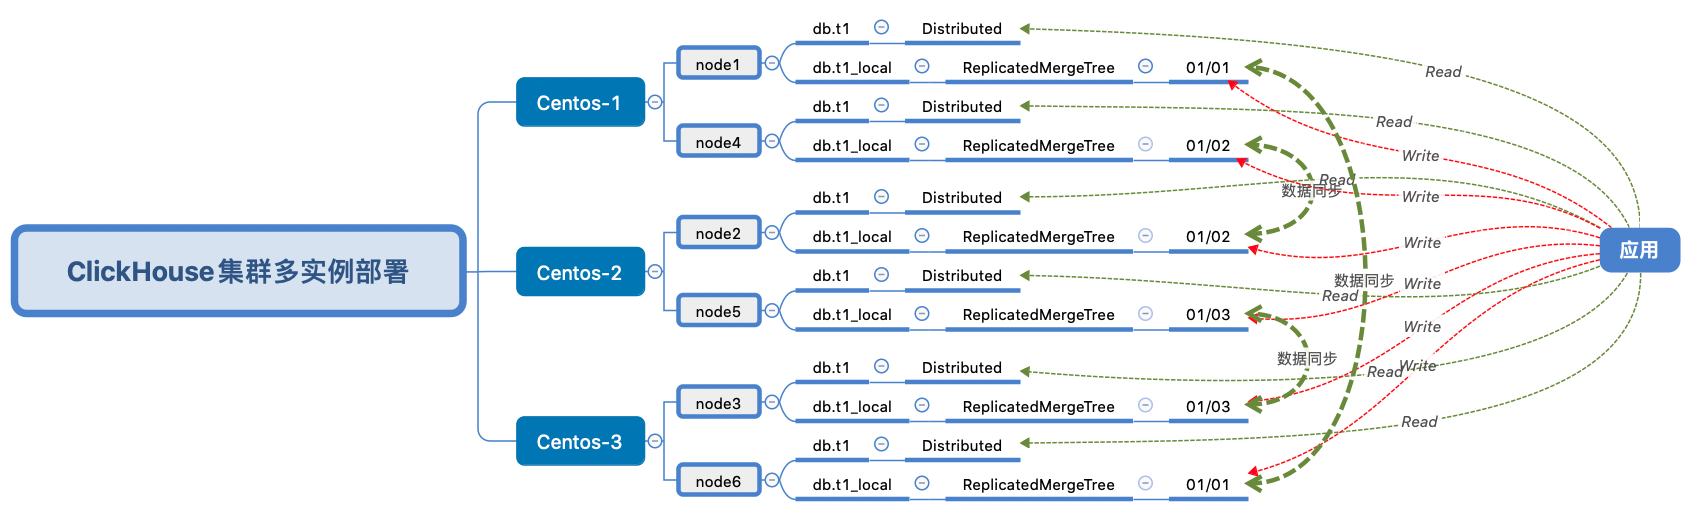 ClickHouse集群多实例部署
Centos-1
node1
db.t1
Distributed
db.t1_local
ReplicatedMergeTree
01/01
node4
db.t1
Distributed
db.t1_local
ReplicatedMergeTree
01/02
Centos-2
node2
db.t1
Distributed
db.t1_local
ReplicatedMergeTree
01/02
node5
db.t1
Distributed
db.t1_local
ReplicatedMergeTree
01/03
Centos-3
node3
db.t1
Distributed
db.t1_local
ReplicatedMergeTree
01/03
node6
db.t1
Distributed
db.t1_local
ReplicatedMergeTree
01/01
Read
Read
Write
Read
数据同步
Write
Write
数据同步
Write
Read
Write
数据同步
Write
Read
Read
应用